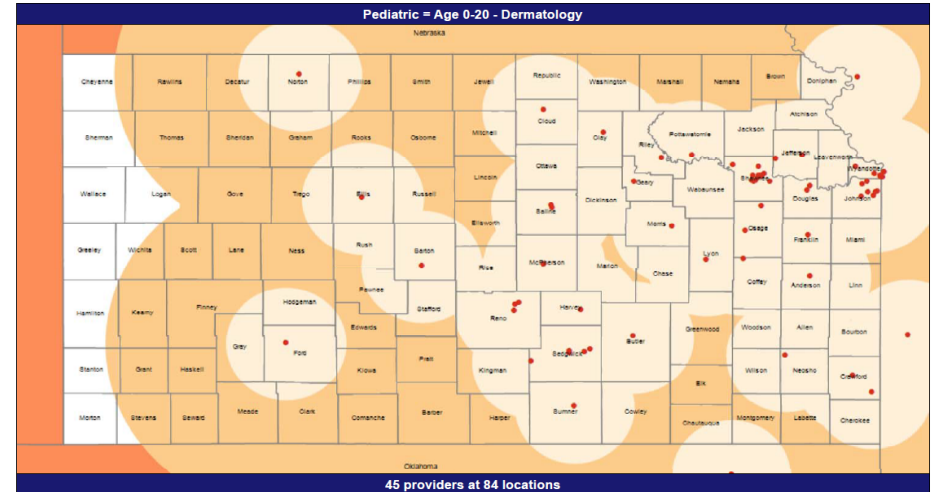 Pediatric = Age 0-20 - Dermatology
Nebraska
Cheyenne Rawlins Decatur Norton Phillips Smith Jewell Republic Washington Marshall Nemaha Brown Doniphan
Sherman Thomas Sheridan Graham Rooks Osborne Mitchell Cloud Clay Riley Pottawatomie Jackson Atchison
Jefferson Leavenworth Wyandotte
Wallace Logan Gove Trego Ellis Russell Lincoln Ottawa Saline Dickinson Geary Wabaunsee Shawnee Douglas Johnson
Greeley Wichita Scott Lane Ness Rush Barton Ellsworth Rice McPherson Marion Morris Chase Lyon Osage Franklin Miami
Hamilton Kearny Finney Hodgeman Pawnee Stafford Reno Harvey Coffey Anderson Linn
Gray Ford Edwards Sedgwick Butler Greenwood Woodson Allen Bourbon
Stanton Grant Haskell Kiowa Pratt Kingman Elk Wilson Neosho Crawford
Morton Stevens Seward Meade Clark Comanche Barber Harper Sumner Cowley Chautauqua Montgomery Labette Cherokee
Oklahoma
45 providers at 84 locations